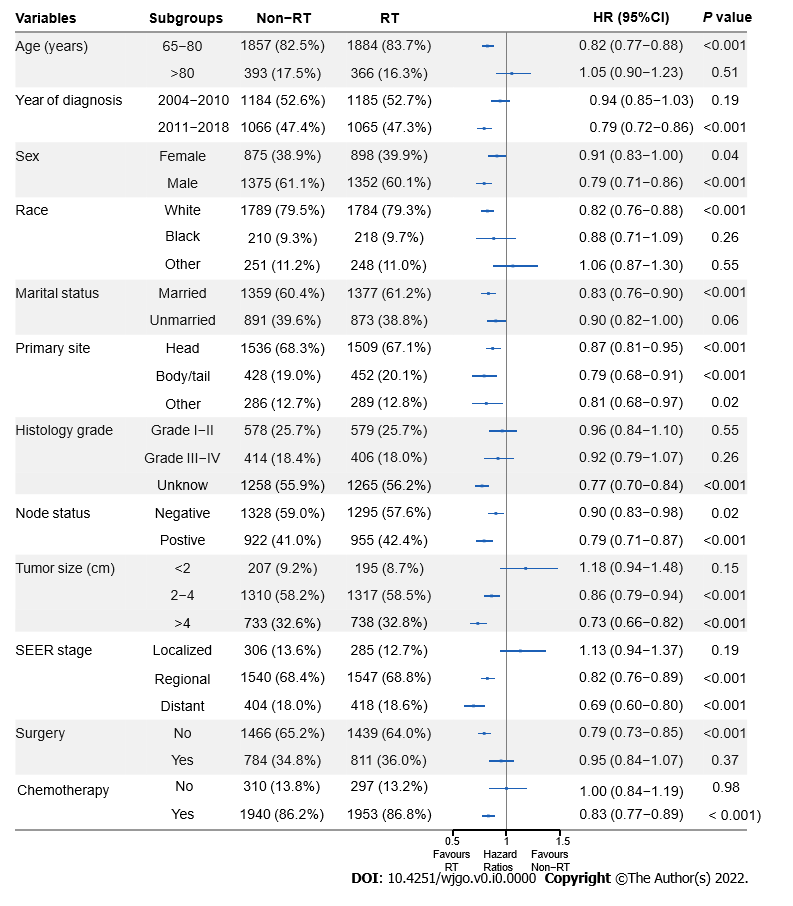 Variables Subgroups Non−RT RT HR (95%CI) P value
Age (years) 65−80 1857 (82.5%) 1884 (83.7%) 0.82 (0.77−0.88) <0.001
>80 393 (17.5%) 366 (16.3%) 1.05 (0.90−1.23) 0.51
Year of diagnosis 2004−2010 1184 (52.6%) 1185 (52.7%) 0.94 (0.85−1.03) 0.19
2011−2018 1066 (47.4%) 1065 (47.3%) 0.79 (0.72−0.86) <0.001
Sex Female 875 (38.9%) 898 (39.9%) 0.91 (0.83−1.00) 0.04
Male 1375 (61.1%) 1352 (60.1%) 0.79 (0.71−0.86) <0.001
Race White 1789 (79.5%) 1784 (79.3%) 0.82 (0.76−0.88) <0.001
Black 210 (9.3%) 218 (9.7%) 0.88 (0.71−1.09) 0.26
Other 251 (11.2%) 248 (11.0%) 1.06 (0.87−1.30) 0.55
Marital status Married 1359 (60.4%) 1377 (61.2%) 0.83 (0.76−0.90) <0.001
Unmarried 891 (39.6%) 873 (38.8%) 0.90 (0.82−1.00) 0.06
Primary site Head 1536 (68.3%) 1509 (67.1%) 0.87 (0.81−0.95) <0.001
Body/tail 428 (19.0%) 452 (20.1%) 0.79 (0.68−0.91) <0.001
Other 286 (12.7%) 289 (12.8%) 0.81 (0.68−0.97) 0.02
Histology grade Grade I−II 578 (25.7%) 579 (25.7%) 0.96 (0.84−1.10) 0.55
Grade III−IV 414 (18.4%) 406 (18.0%) 0.92 (0.79−1.07) 0.26
Unknow 1258 (55.9%) 1265 (56.2%) 0.77 (0.70−0.84) <0.001
Node status Negative 1328 (59.0%) 1295 (57.6%) 0.90 (0.83−0.98) 0.02
Postive 922 (41.0%) 955 (42.4%) 0.79 (0.71−0.87) <0.001
Tumor size (cm) <2 207 (9.2%) 195 (8.7%) 1.18 (0.94−1.48) 0.15
2−4 1310 (58.2%) 1317 (58.5%) 0.86 (0.79−0.94) <0.001
>4 733 (32.6%) 738 (32.8%) 0.73 (0.66−0.82) <0.001
SEER stage Localized 306 (13.6%) 285 (12.7%) 1.13 (0.94−1.37) 0.19
Regional 1540 (68.4%) 1547 (68.8%) 0.82 (0.76−0.89) <0.001
Distant 404 (18.0%) 418 (18.6%) 0.69 (0.60−0.80) <0.001
Surgery No 1466 (65.2%) 1439 (64.0%) 0.79 (0.73−0.85) <0.001
Yes 784 (34.8%) 811 (36.0%) 0.95 (0.84−1.07) 0.37
Chemotherapy No 310 (13.8%) 297 (13.2%) 1.00 (0.84−1.19) 0.98
Yes 1940 (86.2%) 1953 (86.8%) 0.83 (0.77−0.89) < 0.001)
0.5 1 1.5
Favours Hazard Favours
RT Ratios Non−RT
DOI: 10.4251/wjgo.v0.i0.0000 Copyright ©The Author(s) 2022.